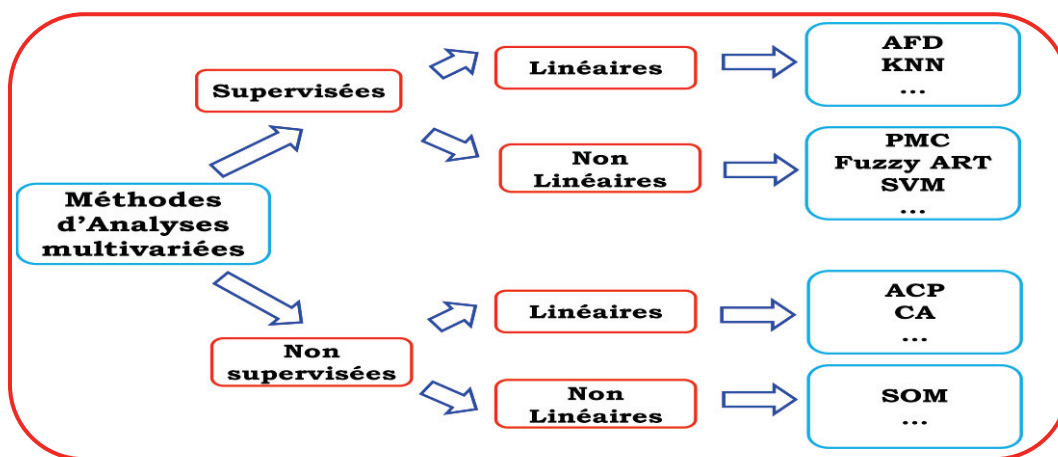 Méthodes
d'Analyses
multivariées
Supervisées
Linéaires
AFD
KNN
...
Non
Linéaires
PMC
Fuzzy ART
SVM
...
Non
supervisées
Linéaires
ACP
CA
...
Non
Linéaires
SOM
...